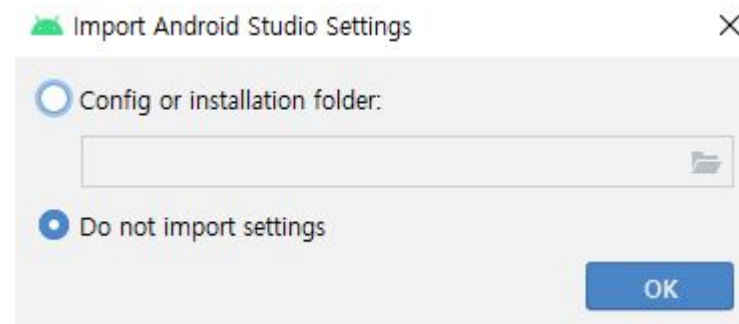 Import Android Studio Settings
Config or installation folder:
Do not import settings
OK